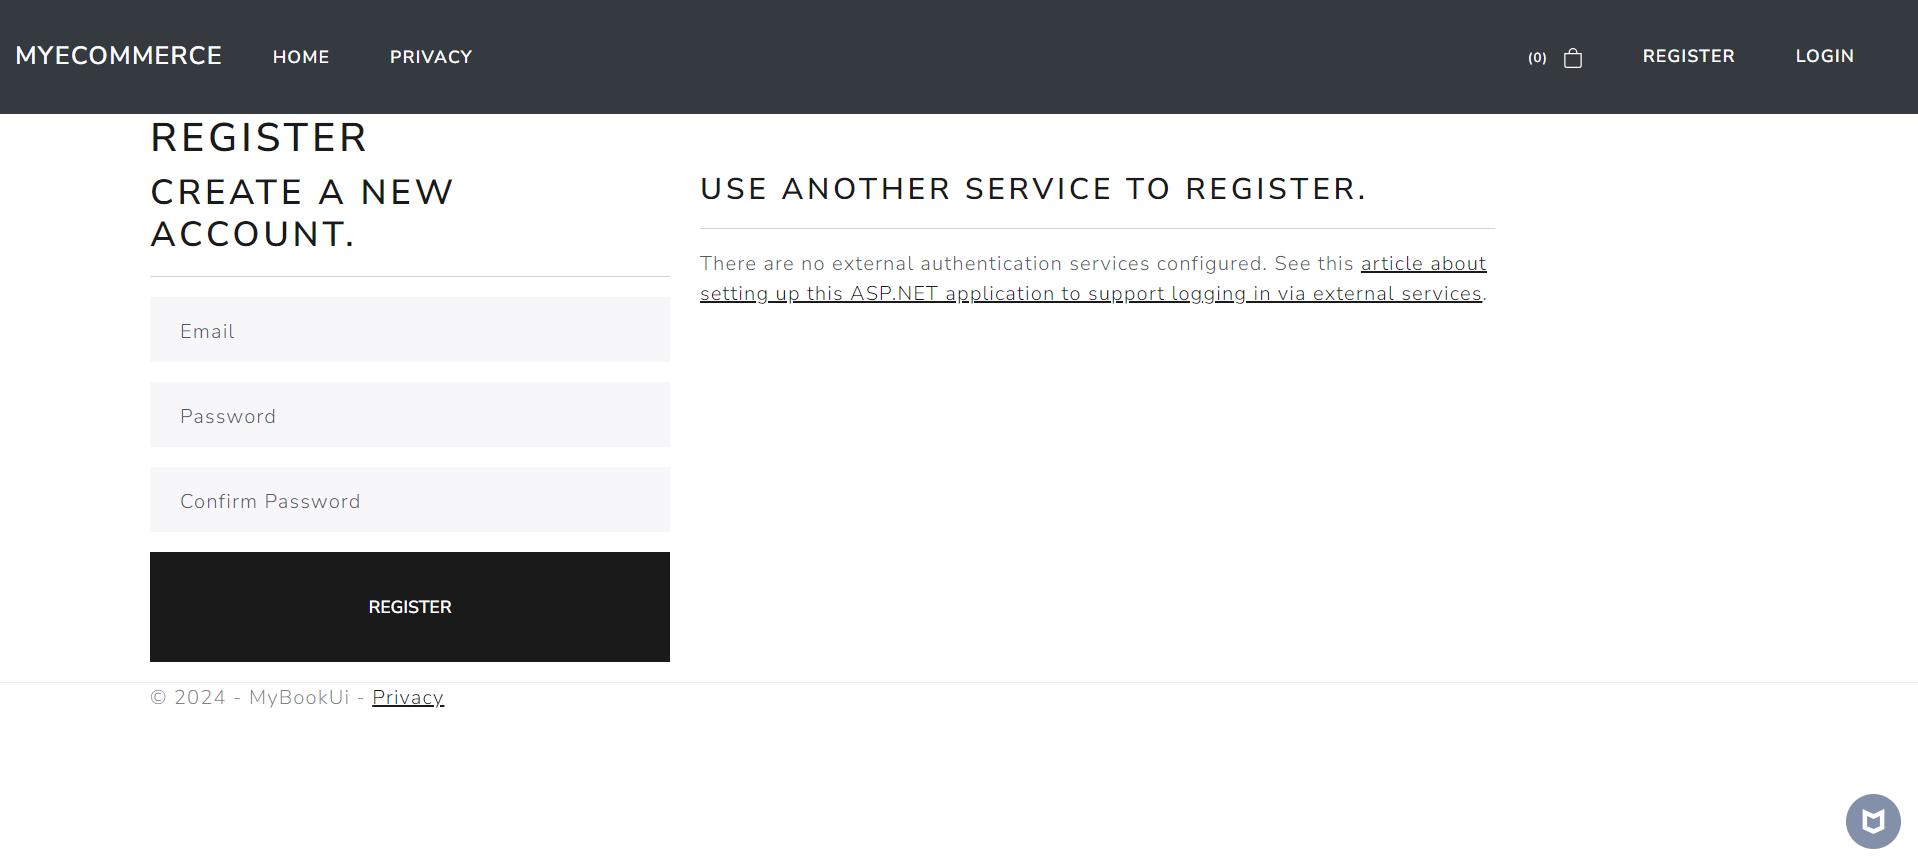 MYECOMMERCE HOME PRIVACY (0) REGISTER LOGIN
REGISTER
CREATE A NEW
ACCOUNT.
Email
Password
Confirm Password
REGISTER
USE ANOTHER SERVICE TO REGISTER.
There are no external authentication services configured. See this article about
setting up this ASP.NET application to support logging in via external services.
© 2024 - MyBookUi - Privacy